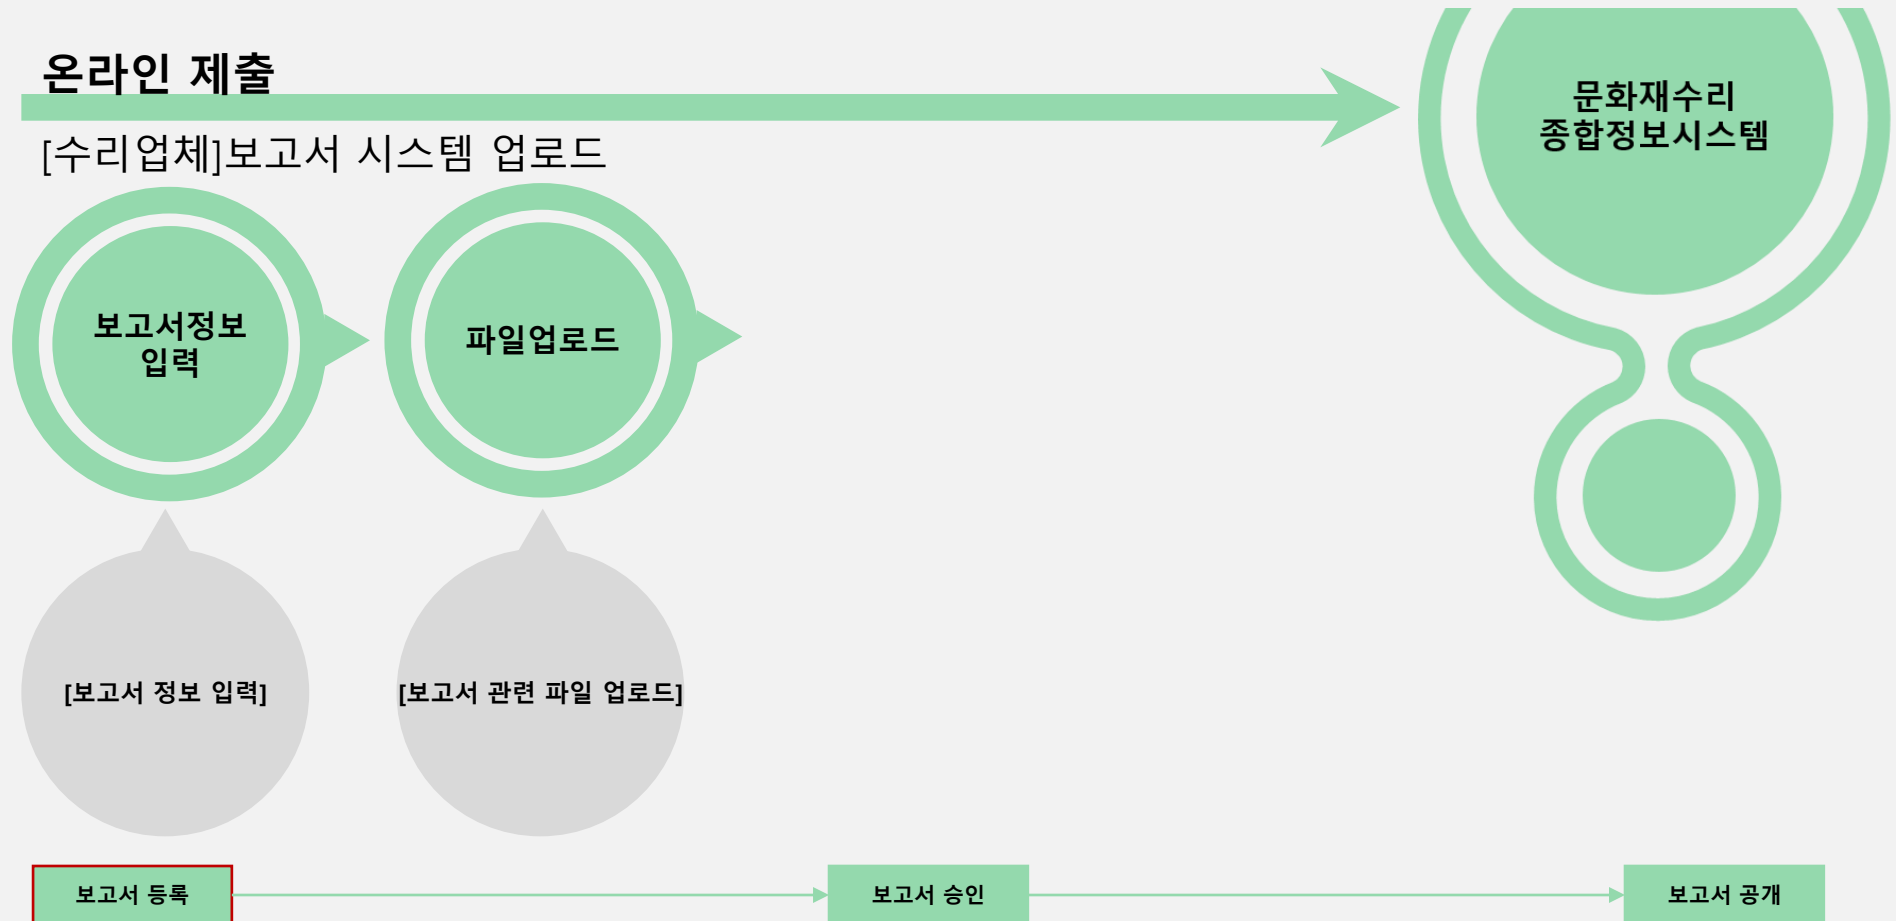 온라인 제출
[수리업체]보고서 시스템 업로드
문화재수리
종합정보시스템
보고서정보
입력
파일업로드
[보고서 정보 입력]
[보고서 관련 파일 업로드]
보고서 등록
보고서 승인
보고서 공개